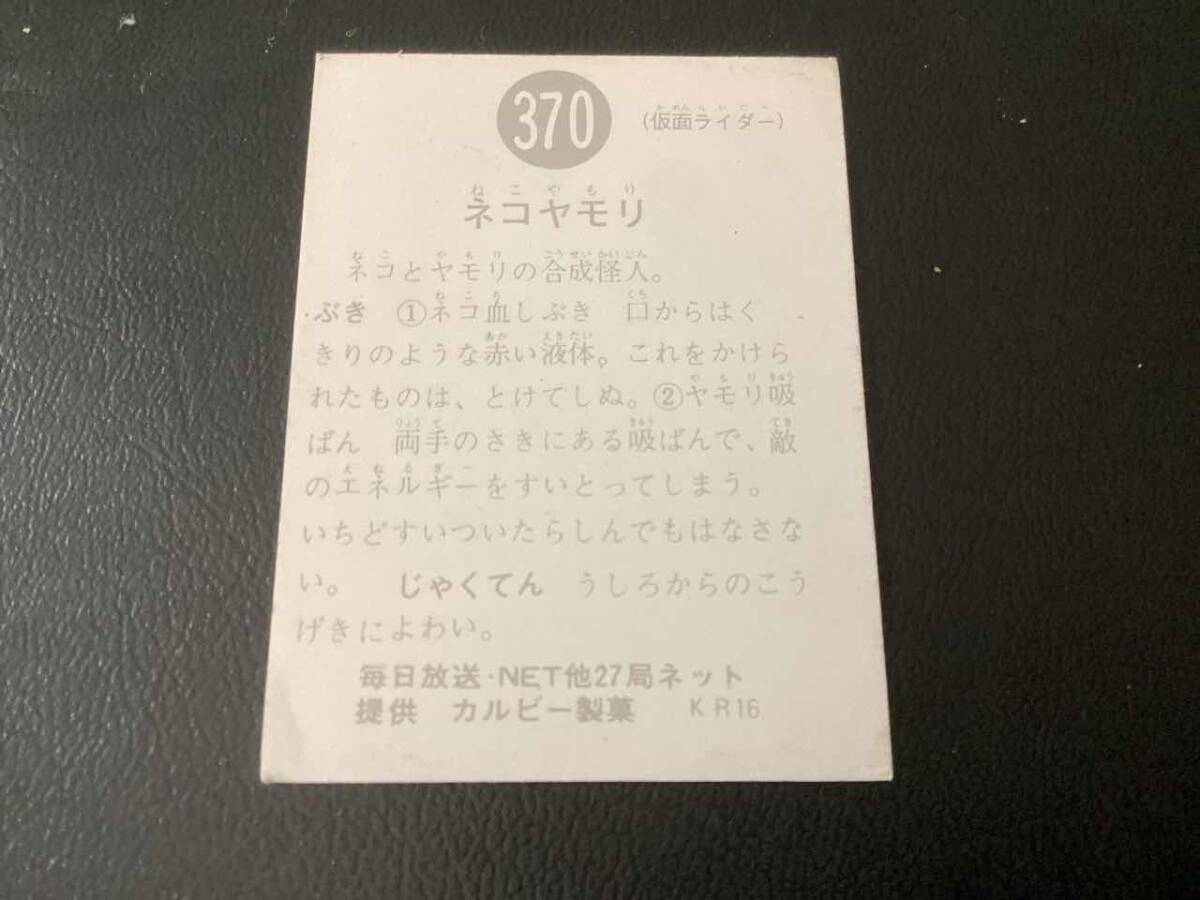 370
(仮面ライダー)
ネコヤモリ
ネコとヤモリの合成怪人。
ぶき ①ネコ血しぶき 口からはく
きりのような赤い液体。これをかけら
れたものは、とけてしぬ。②ヤモリ吸
ばん 両手のさきにある吸ばんで、敵
のエネルギーをすいとってしまう。
いちどすいついたらしんでもはなさな
い。 じゃくてん うしろからのこう
げきによわい。
毎日放送・NET他27局ネット
提供 カルビー製菓 KR16